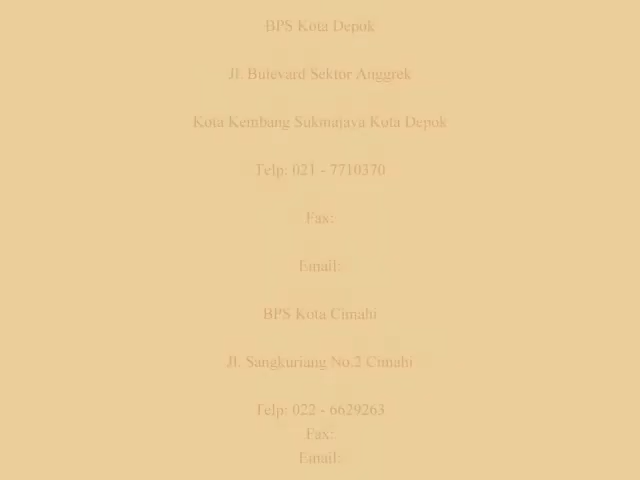 BPS Kota Depok
Jl. Bulevard Sektor Anggrek
Kota Kembang Sukmajaya Kota Depok
Telp: 021 - 7710370
Fax:
Email:
BPS Kota Cimahi
Jl. Sangkuriang No.2 Cimahi
Telp: 022 - 6629263
Fax:
Email: